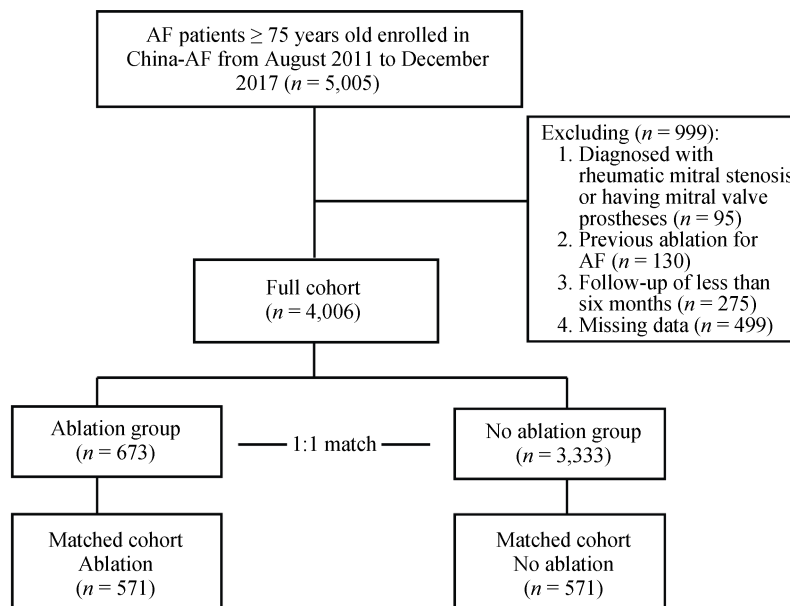 AF patients ≥ 75 years old enrolled in
China-AF from August 2011 to December
2017 (n = 5,005)
Excluding (n = 999):
1. Diagnosed with
rheumatic mitral stenosis
or having mitral valve
prostheses (n = 95)
2. Previous ablation for
AF (n = 130)
3. Follow-up of less than
six months (n = 275)
4. Missing data (n = 499)
Full cohort
(n = 4,006)
Ablation group
(n = 673)
1:1 match
No ablation group
(n = 3,333)
Matched cohort
Ablation
(n = 571)
Matched cohort
No ablation
(n = 571)